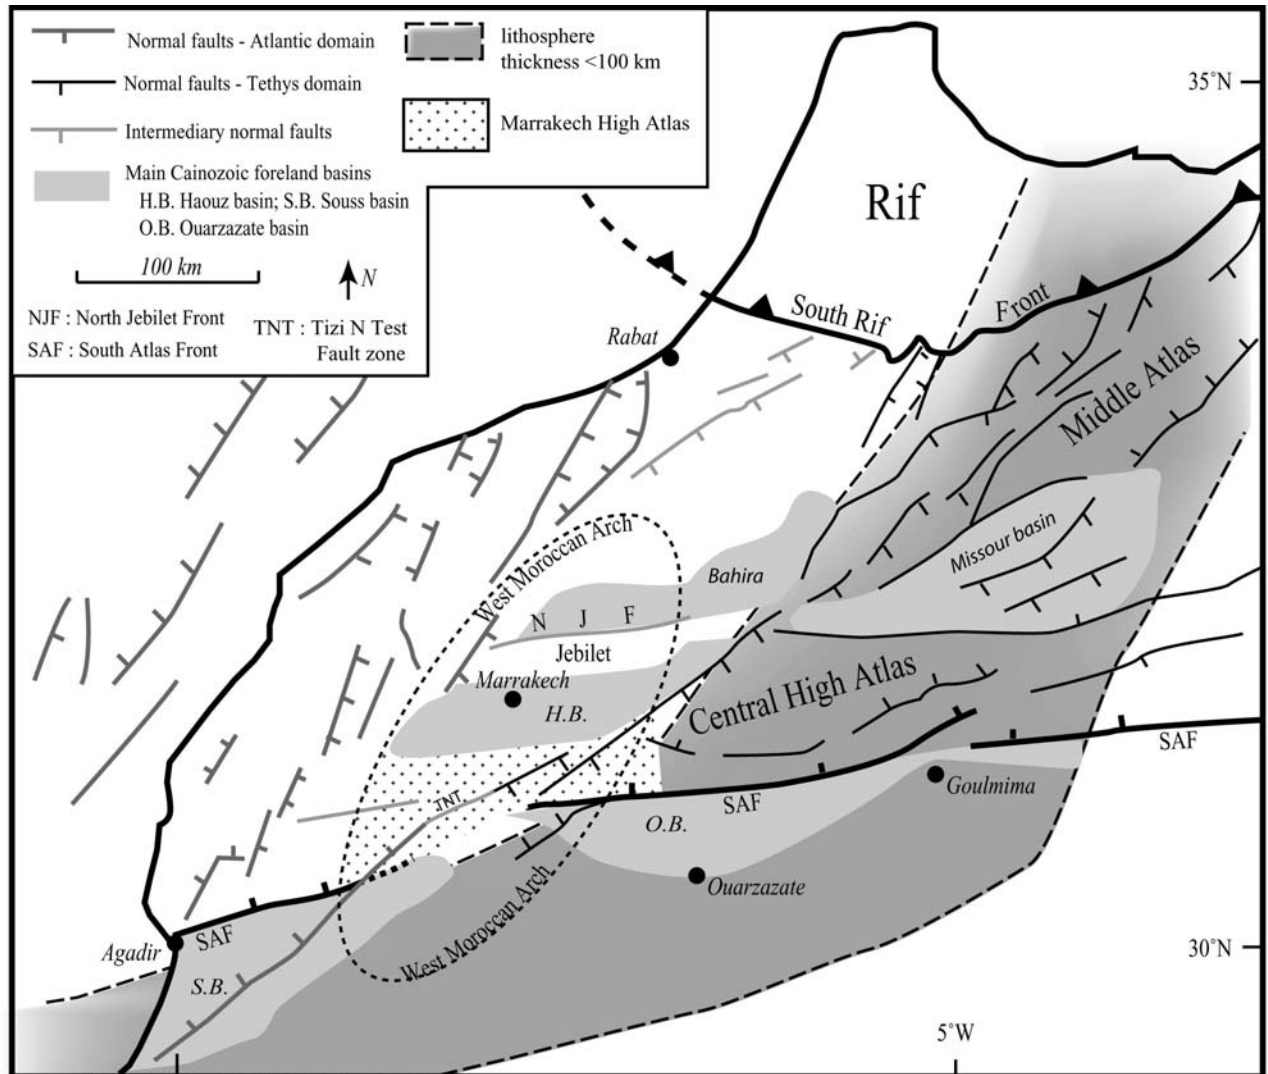 Normal faults - Atlantic domain
Normal faults - Tethys domain
Intermediary normal faults
Main Cainozoic foreland basins
H.B. Haouz basin; S.B. Souss basin
O.B. Ouarzazate basin
100 km
N
NJF : North Jebilet Front
SAF : South Atlas Front
TNT : Tizi N Test
Fault zone
lithosphere
thickness <100 km
Marrakech High Atlas
35°N
Rif
South Rif
Front
Rabat
Middle Atlas
Missour basin
West Moroccan Arch
Bahira
N J F
Jebilet
Marrakech
H.B.
Central High Atlas
SAF
TNT
SAF
Goulmima
O.B.
Ouarzazate
West Moroccan Arch
SAF
Agadir
S.B.
30°N
5°W